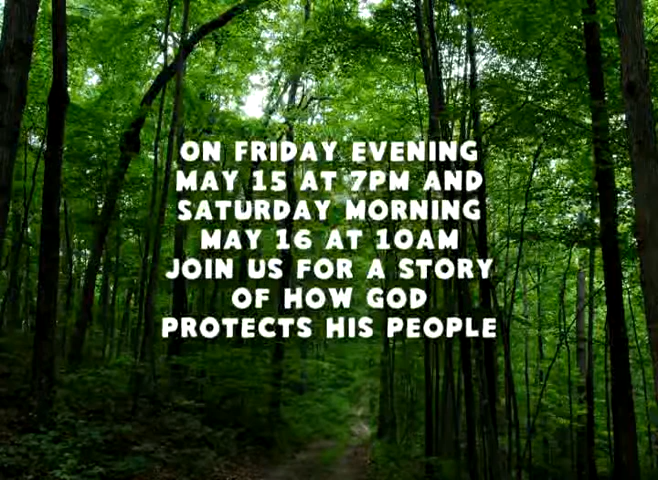 ON FRIDAY EVENING
MAY 15 AT 7PM AND
SATURDAY MORNING
MAY 16 AT 10AM
JOIN US FOR A STORY
OF HOW GOD
PROTECTS HIS PEOPLE